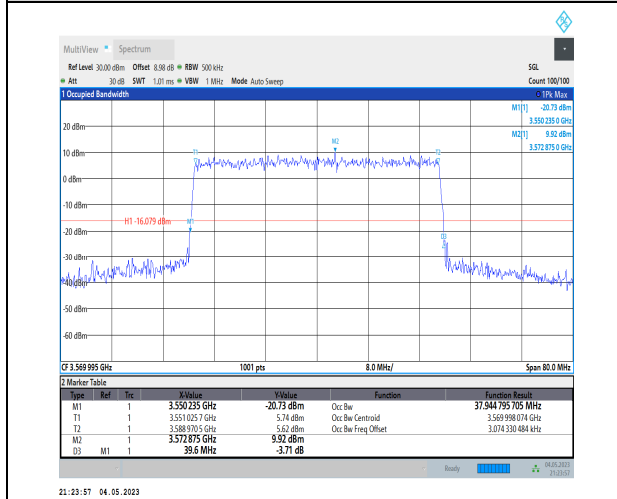 MultiView Spectrum
Ref Level 30.00 dBm Offset 8.98 dB RBW 500 kHz SGL
Att 30 dB SWT 1.01 ms VBW 1 MHz Mode Auto Sweep Count 100/100
1 Occupied Bandwidth 1Pk Max
M1[1] -20.73 dBm
3.550 235 0 GHz
M2[1] 9.92 dBm
3.572 875 0 GHz
20 dBm
M2
10 dBm
T1 T2
0 dBm
-10 dBm
H1 -16.079 dBm M1
-20 dBm
D3
-30 dBm
-40 dBm
-50 dBm
-60 dBm
CF 3.569 995 GHz 1001 pts 8.0 MHz/ Span 80.0 MHz
2 Marker Table
Type Ref Trc X-Value Y-Value Function Function Result
M1 1 3.550 235 GHz -20.73 dBm Occ Bw 37.944 795 705 MHz
T1 1 3.551 025 7 GHz 5.74 dBm Occ Bw Centroid 3.569 998 074 GHz
T2 1 3.588 970 5 GHz 5.62 dBm Occ Bw Freq Offset 3.074 330 484 kHz
M2 1 3.572 875 GHz 9.92 dBm
D3 M1 1 39.6 MHz -3.71 dB
Ready 04.05.2023
21:23:57
21:23:57 04.05.2023